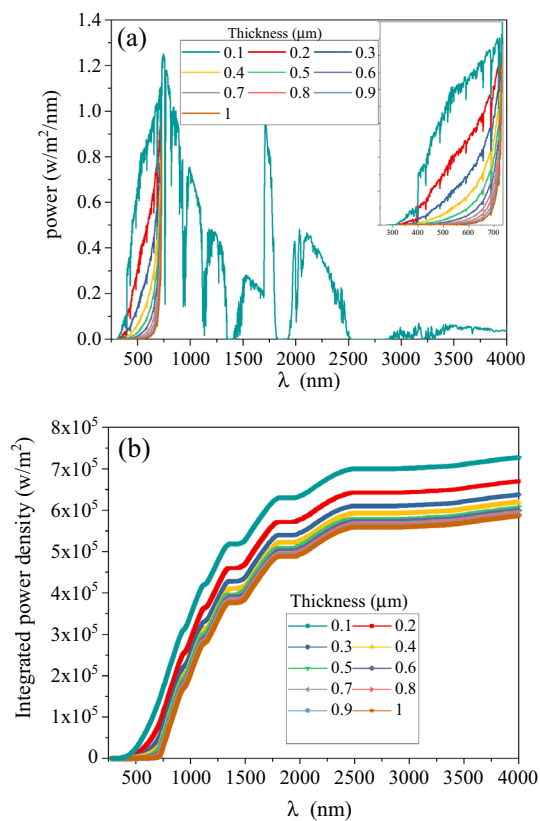 (a)
Thickness (μm)
0.1 0.2 0.3
0.4 0.5 0.6
0.7 0.8 0.9
1
power (w/m²/nm)
1.4
1.2
1.0
0.8
0.6
0.4
0.2
0.0
300 400 500 600 700
500 1000 1500 2000 2500 3000 3500 4000
λ (nm)
(b)
Integrated power density (w/m²)
8x10⁵
7x10⁵
6x10⁵
5x10⁵
4x10⁵
3x10⁵
2x10⁵
1x10⁵
0
Thickness (μm)
0.1 0.2
0.3 0.4
0.5 0.6
0.7 0.8
0.9 1
500 1000 1500 2000 2500 3000 3500 4000
λ (nm)